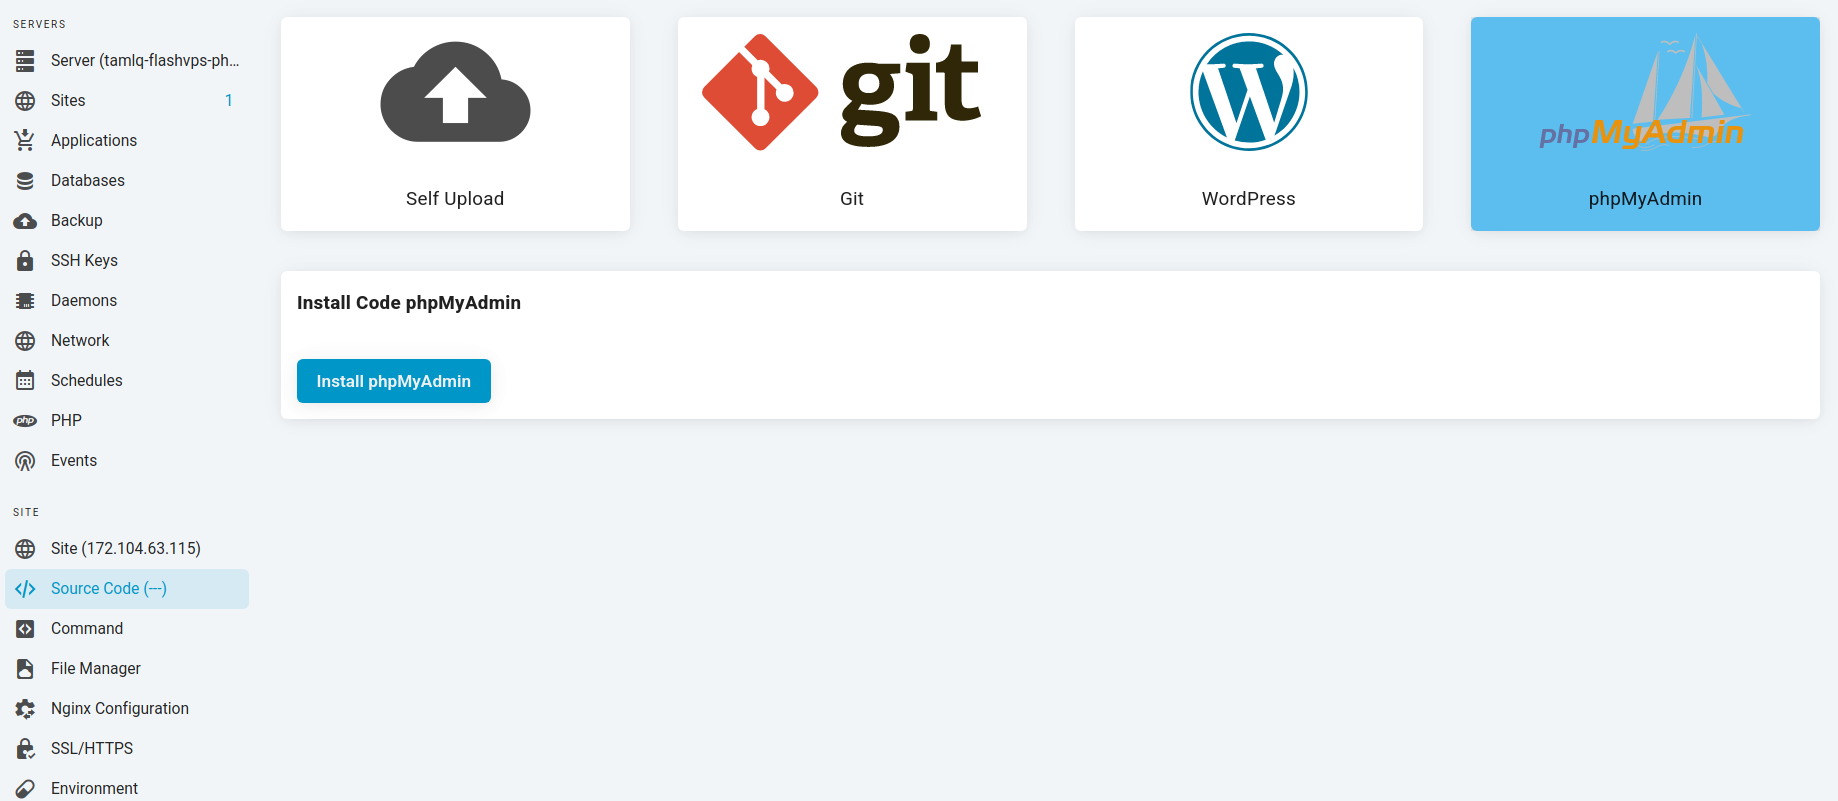 SERVERS
Server (tamlq-flashvps-ph...
Sites 1
Applications
Databases
Backup
SSH Keys
Daemons
Network
Schedules
php PHP
Events
SITE
Site (172.104.63.115)
Source Code (---)
Command
File Manager
Nginx Configuration
SSL/HTTPS
Environment
Self Upload
git
Git
W
WordPress
phpMyAdmin
phpMyAdmin
Install Code phpMyAdmin
Install phpMyAdmin